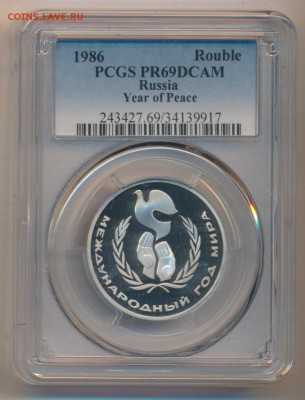 COINS.LAVE.RU
1986 Rouble
PCGS PR69DCAM
Russia
Year of Peace
243427.69/34139917
МЕЖДУНАРОДНЫЙ ГОД МИРА